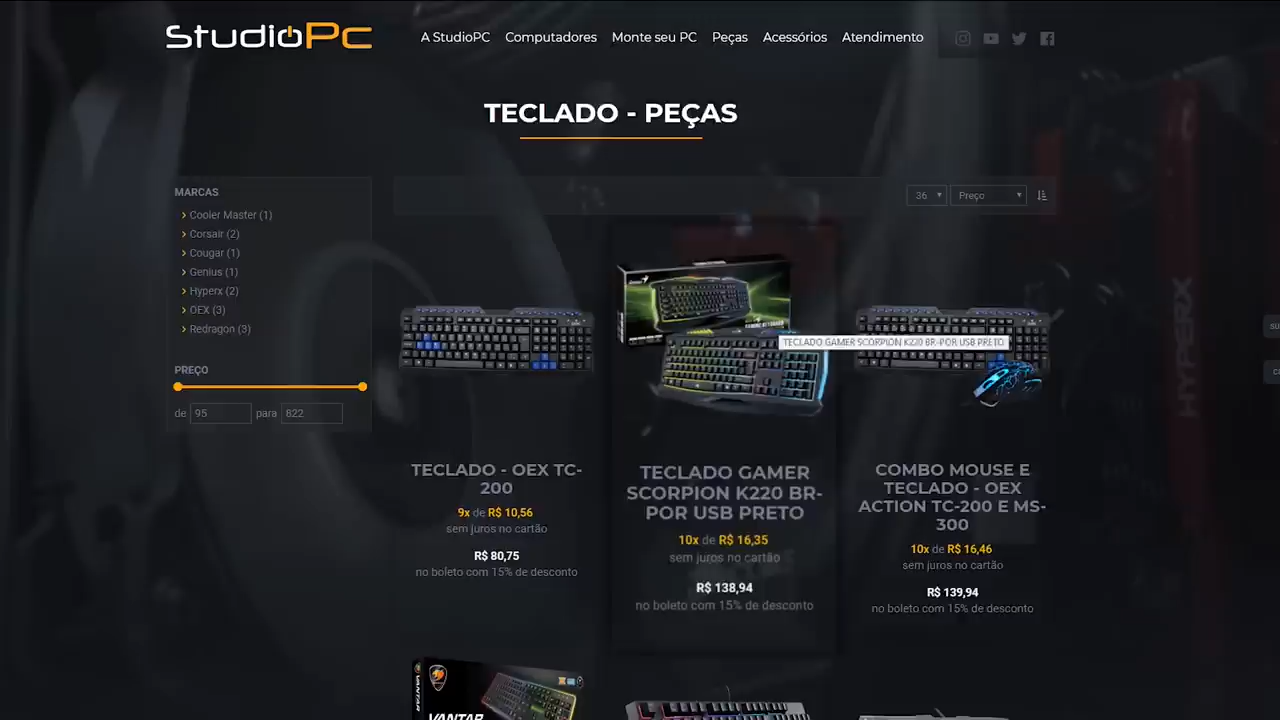 StudioPc
A StudioPC Computadores Monte seu PC Peças Acessórios Atendimento
TECLADO - PEÇAS
MARCAS
Cooler Master (1)
Corsair (2)
Cougar (1)
Genius (1)
Hyperx (2)
OEX (3)
Redragon (3)
PREÇO
de 95 para 822
36 Preço
TECLADO GAMER SCORPION K220 BR-POR USB PRETO
TECLADO - OEX TC-
200
9x de R$ 10,56
sem juros no cartão
R$ 80,75
no boleto com 15% de desconto
TECLADO GAMER
SCORPION K220 BR-
POR USB PRETO
10x de R$ 16,35
sem juros no cartão
R$ 138,94
no boleto com 15% de desconto
COMBO MOUSE E
TECLADO - OEX
ACTION TC-200 E MS-
300
10x de R$ 16,46
sem juros no cartão
R$ 139,94
no boleto com 15% de desconto
HYPERX
VANTAR